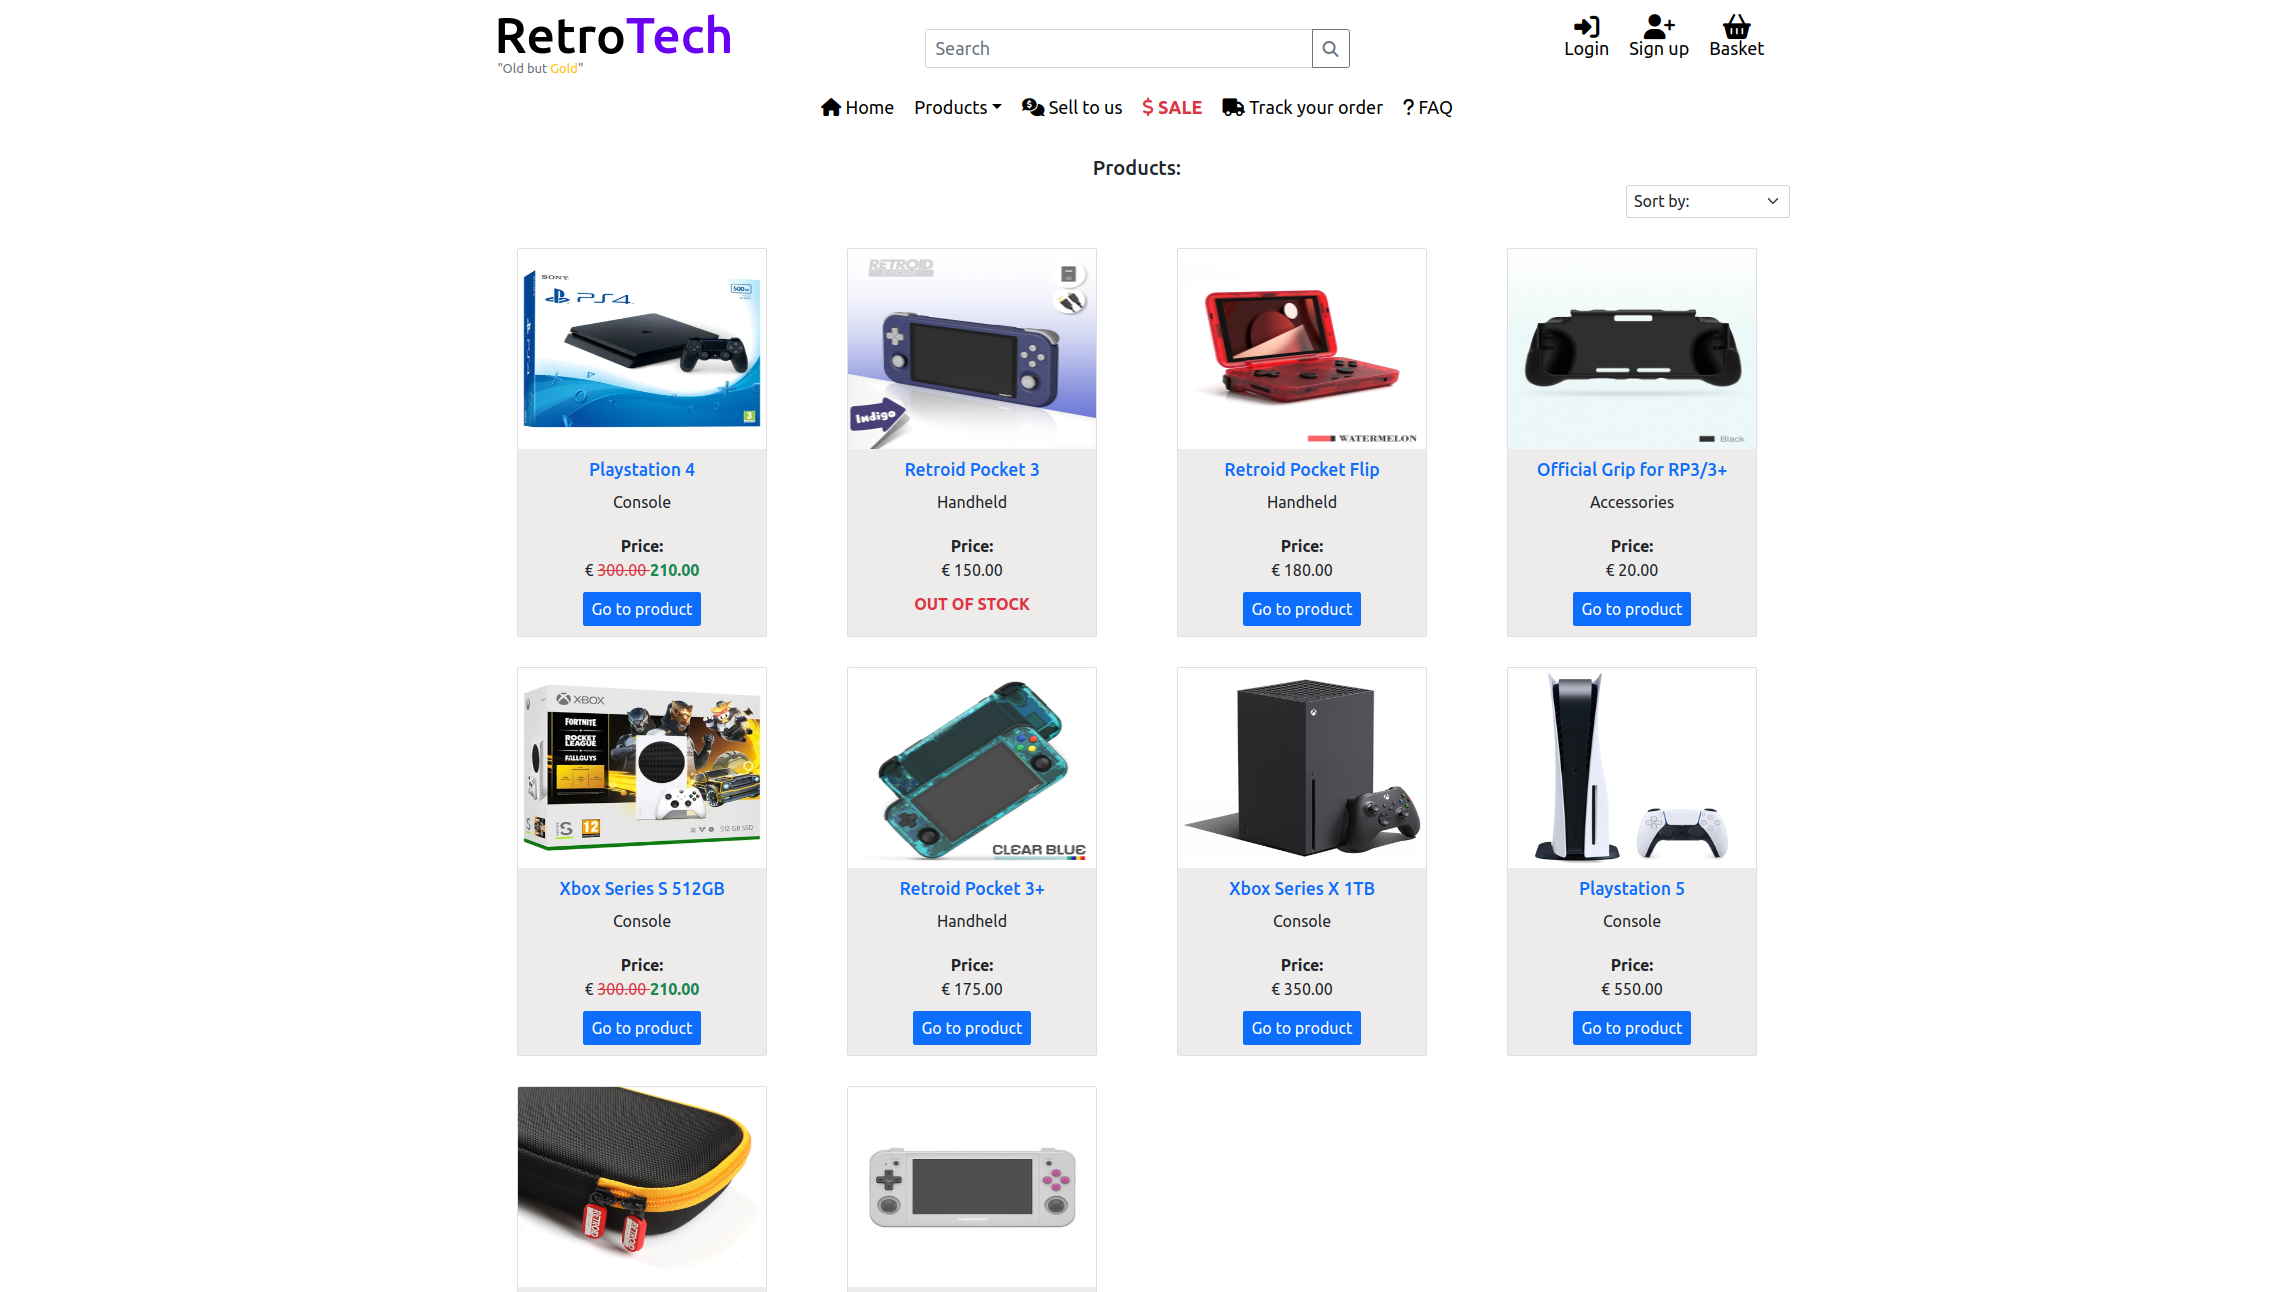 RetroTech
"Old but Gold"
Search
Login
Sign up
Basket
Home
Products
Sell to us
$ SALE
Track your order
? FAQ
Products:
Sort by:
SONY
PS4
500GB
3
Playstation 4
Console
Price:
€ 300.00 210.00
Go to product
RETROID
Indigo
Retroid Pocket 3
Handheld
Price:
€ 150.00
OUT OF STOCK
WATERMELON
Retroid Pocket Flip
Handheld
Price:
€ 180.00
Go to product
Black
Official Grip for RP3/3+
Accessories
Price:
€ 20.00
Go to product
XBOX
FORTNITE
ROCKET
LEAGUE
FALLGUYS
S
12
512 GB SSD
Xbox Series S 512GB
Console
Price:
€ 300.00 210.00
Go to product
CLEAR BLUE
Retroid Pocket 3+
Handheld
Price:
€ 175.00
Go to product
Xbox Series X 1TB
Console
Price:
€ 350.00
Go to product
Playstation 5
Console
Price:
€ 550.00
Go to product
RETROID
RETROID